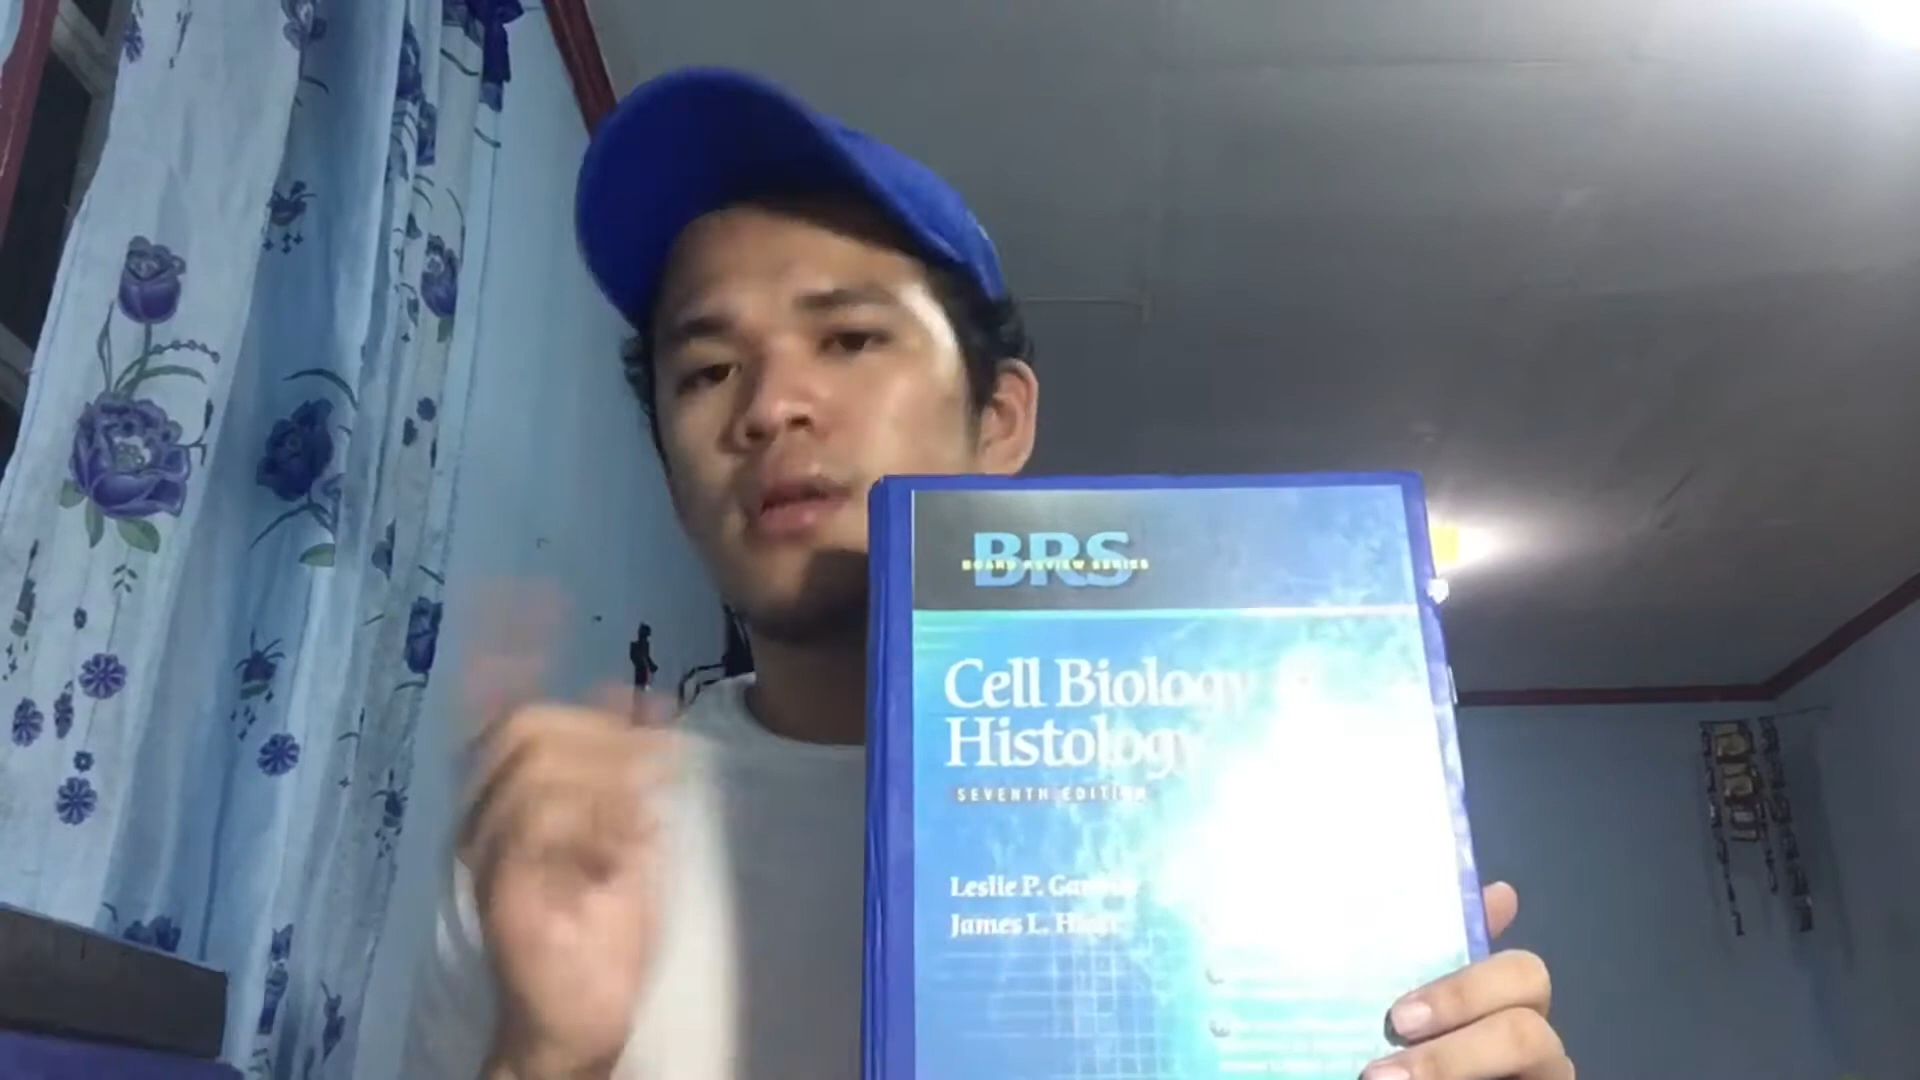 BRS
BOARD REVIEW SERIES
Cell Biology
Histology
SEVENTH EDITION
Leslie P.
James L.